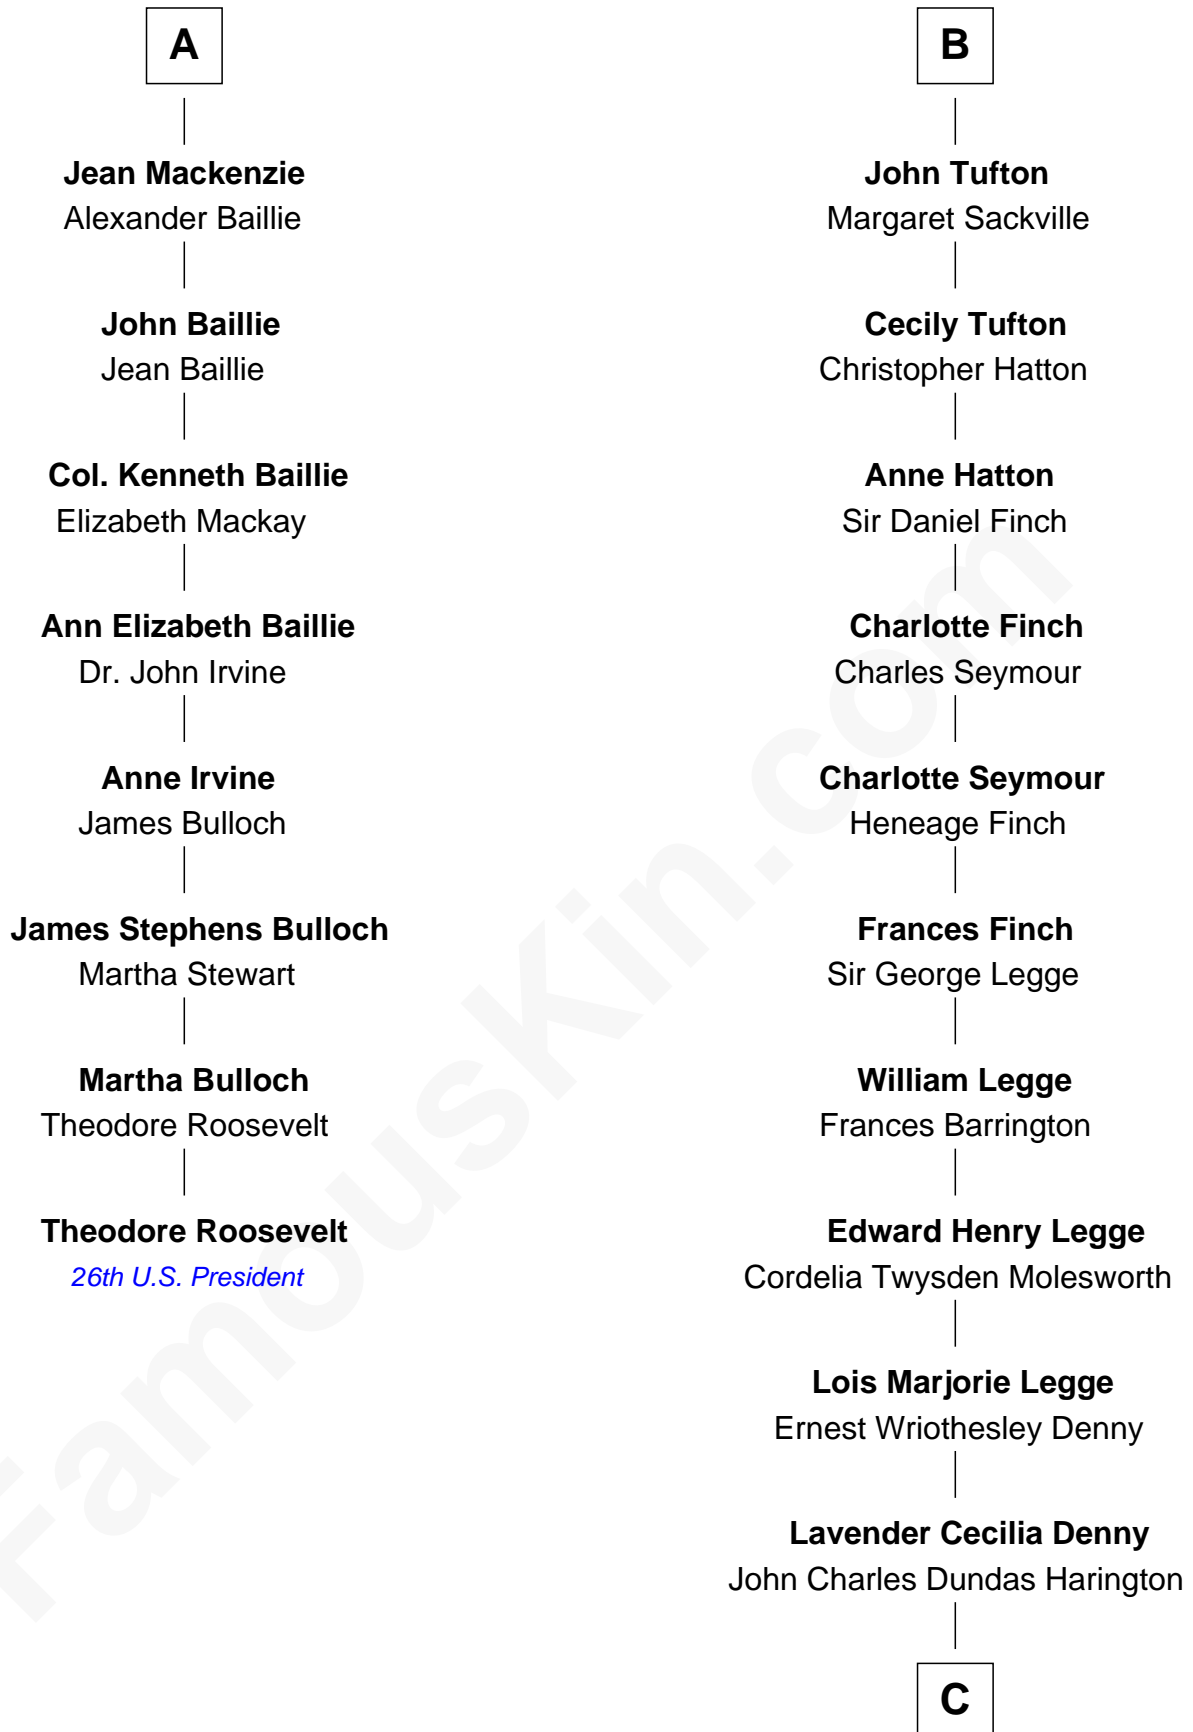 A
Jean Mackenzie
Alexander Baillie
John Baillie
Jean Baillie
Col. Kenneth Baillie
Elizabeth Mackay
Ann Elizabeth Baillie
Dr. John Irvine
Anne Irvine
James Bulloch
James Stephens Bulloch
Martha Stewart
Martha Bulloch
Theodore Roosevelt
Theodore Roosevelt
26th U.S. President
B
John Tufton
Margaret Sackville
Cecily Tufton
Christopher Hatton
Anne Hatton
Sir Daniel Finch
Charlotte Finch
Charles Seymour
Charlotte Seymour
Heneage Finch
Frances Finch
Sir George Legge
William Legge
Frances Barrington
Edward Henry Legge
Cordelia Twysden Molesworth
Lois Marjorie Legge
Ernest Wriothesley Denny
Lavender Cecilia Denny
John Charles Dundas Harington
C
FamousKin.com